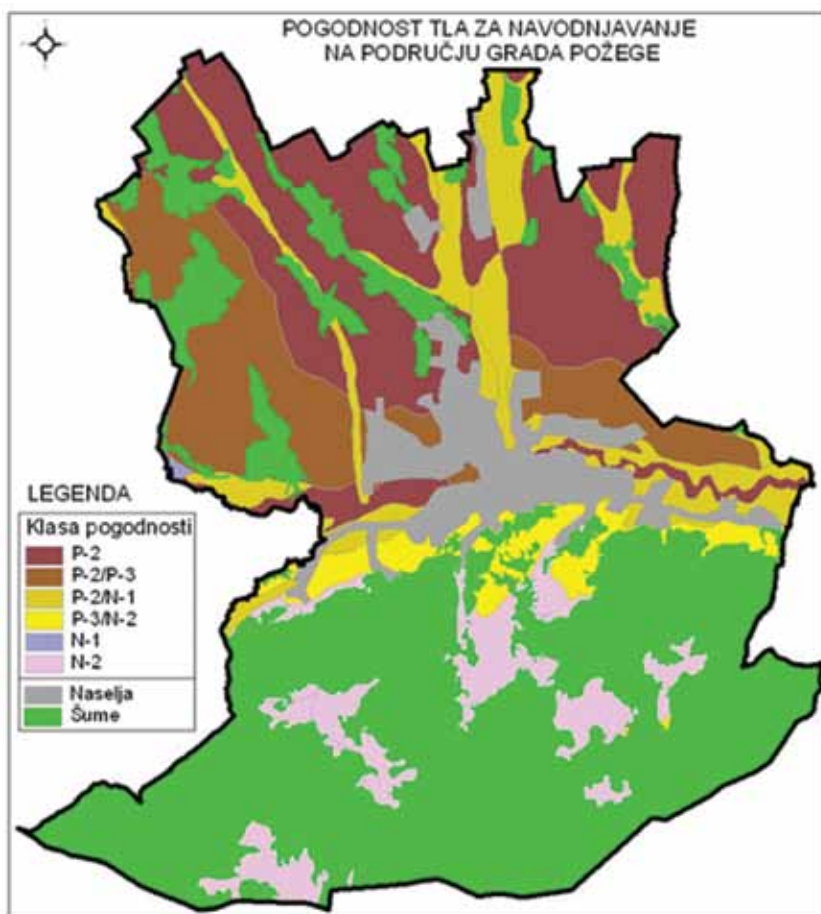 POGODNOST TLA ZA NAVODNJAVANJE
NA PODRUČJU GRADA POŽEGE
LEGENDA
Klasa pogodnosti
P-2
P-2/P-3
P-2/N-1
P-3/N-2
N-1
N-2
Naselja
Šume